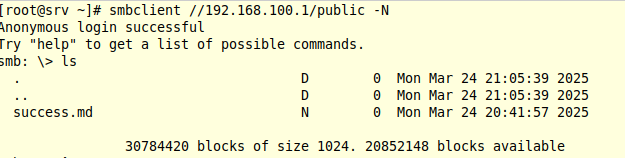 [root@srv ~]# smbclient //192.168.100.1/public -N
Anonymous login successful
Try "help" to get a list of possible commands.
smb: \> ls
  .                                   D        0  Mon Mar 24 21:05:39 2025
  ..                                  D        0  Mon Mar 24 21:05:39 2025
  success.md                          N        0  Mon Mar 24 20:41:57 2025
                30784420 blocks of size 1024. 20852148 blocks available